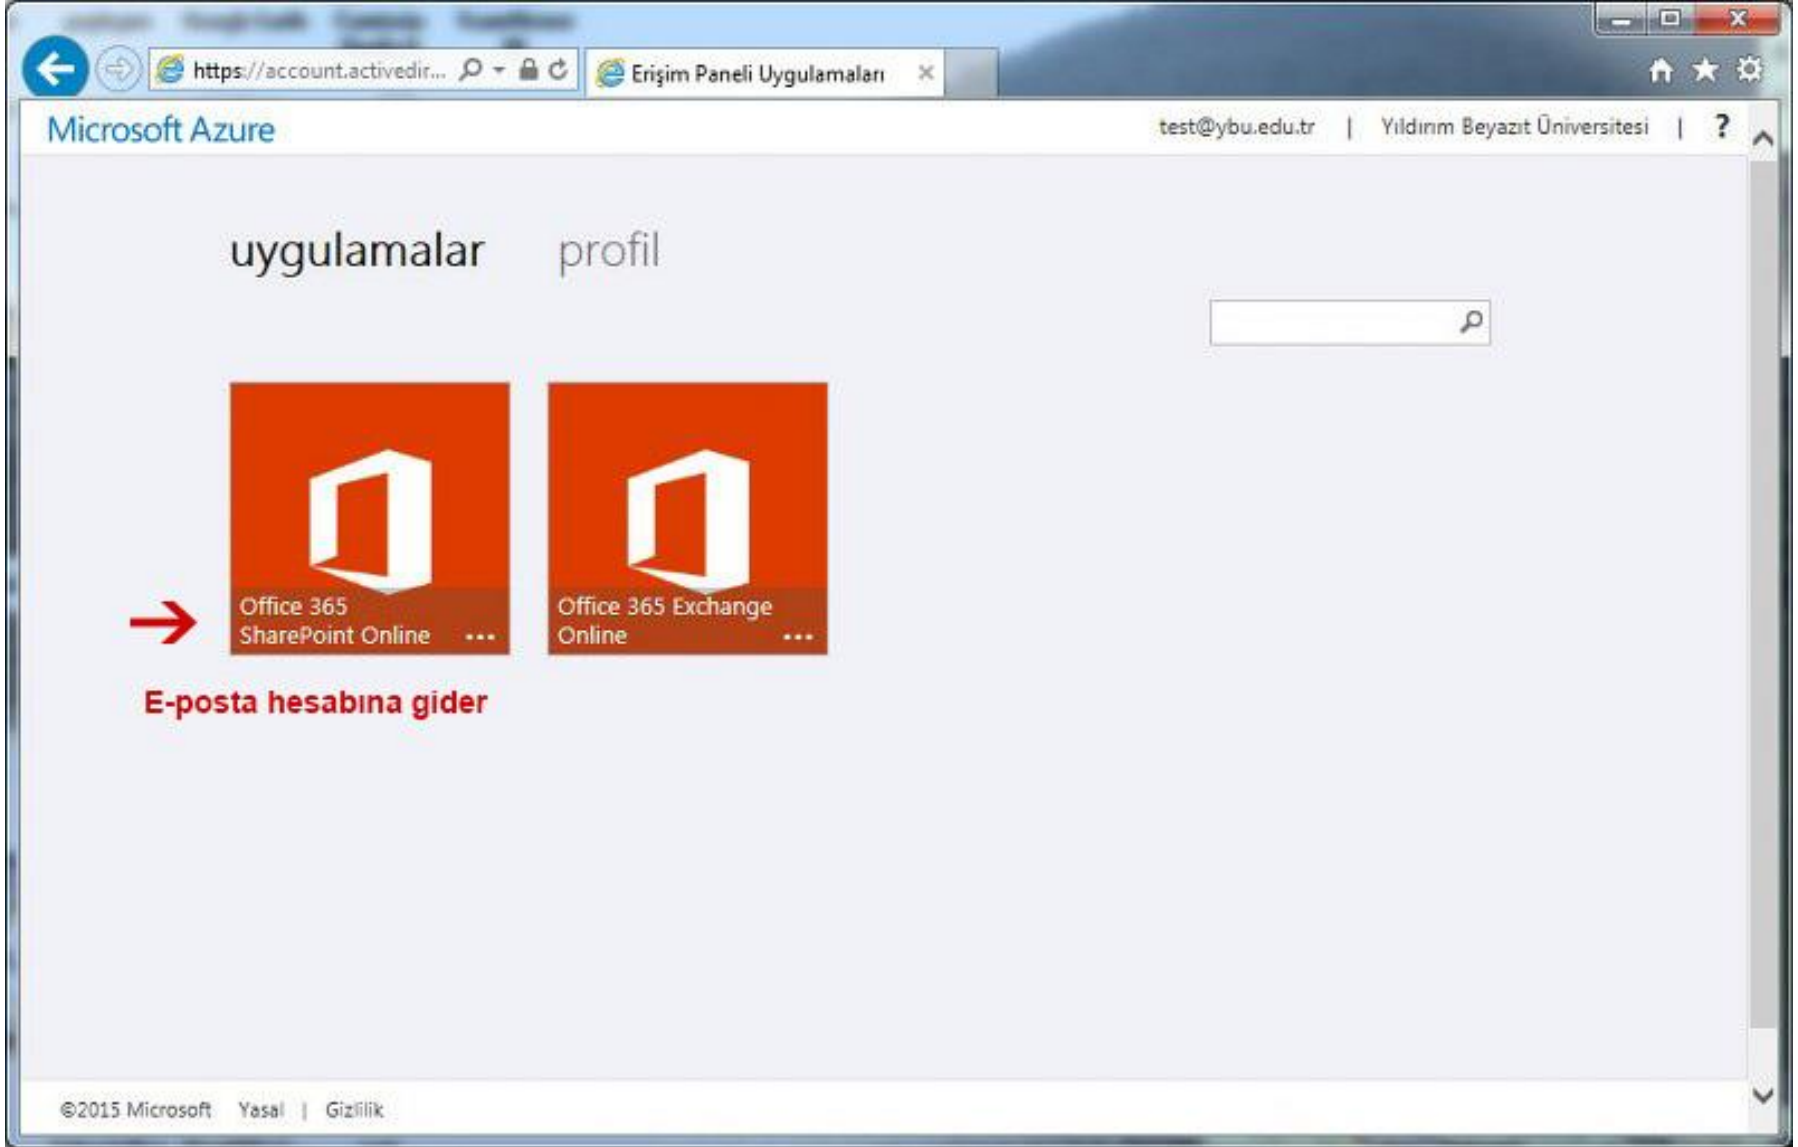 https://account.activedir...
Erişim Paneli Uygulamaları
Microsoft Azure
test@ybu.edu.tr | Yıldırım Beyazıt Üniversitesi | ?
uygulamalar profil
Office 365
SharePoint Online ...
Office 365 Exchange
Online ...
E-posta hesabına gider
©2015 Microsoft Yasal | Gizlilik